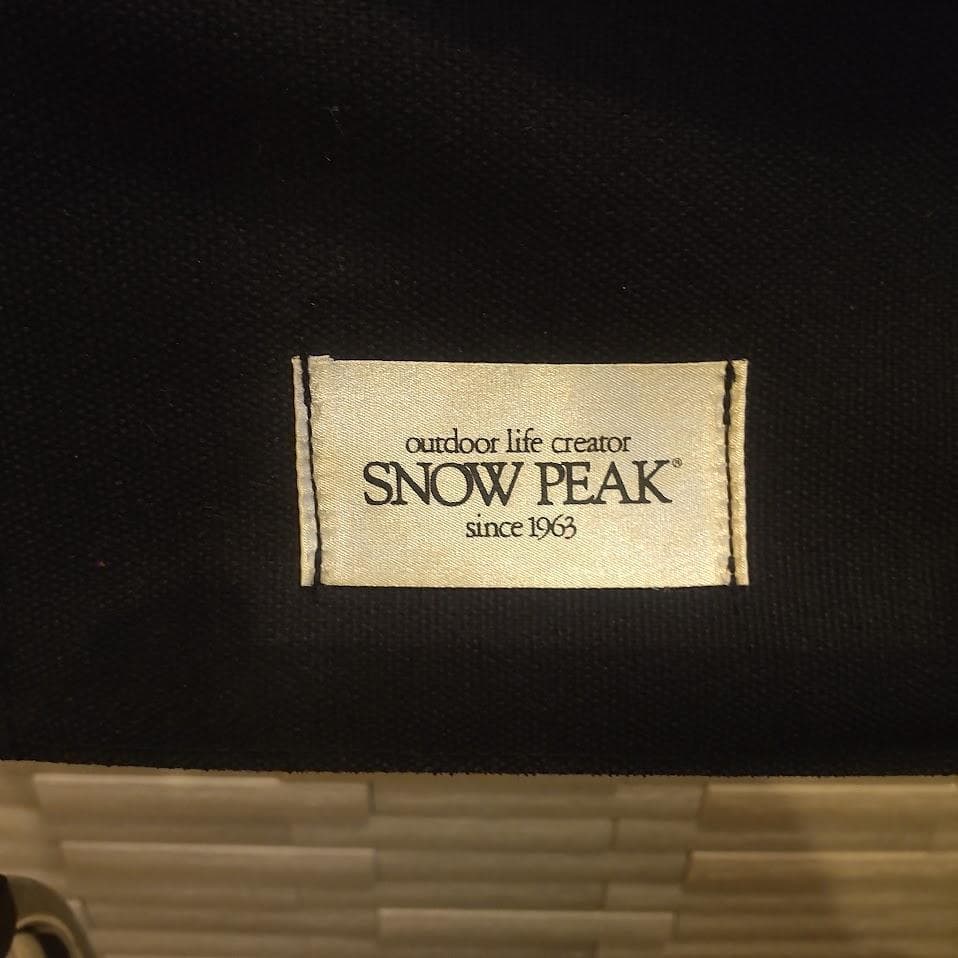 outdoor life creator
SNOW PEAK®
since 1963